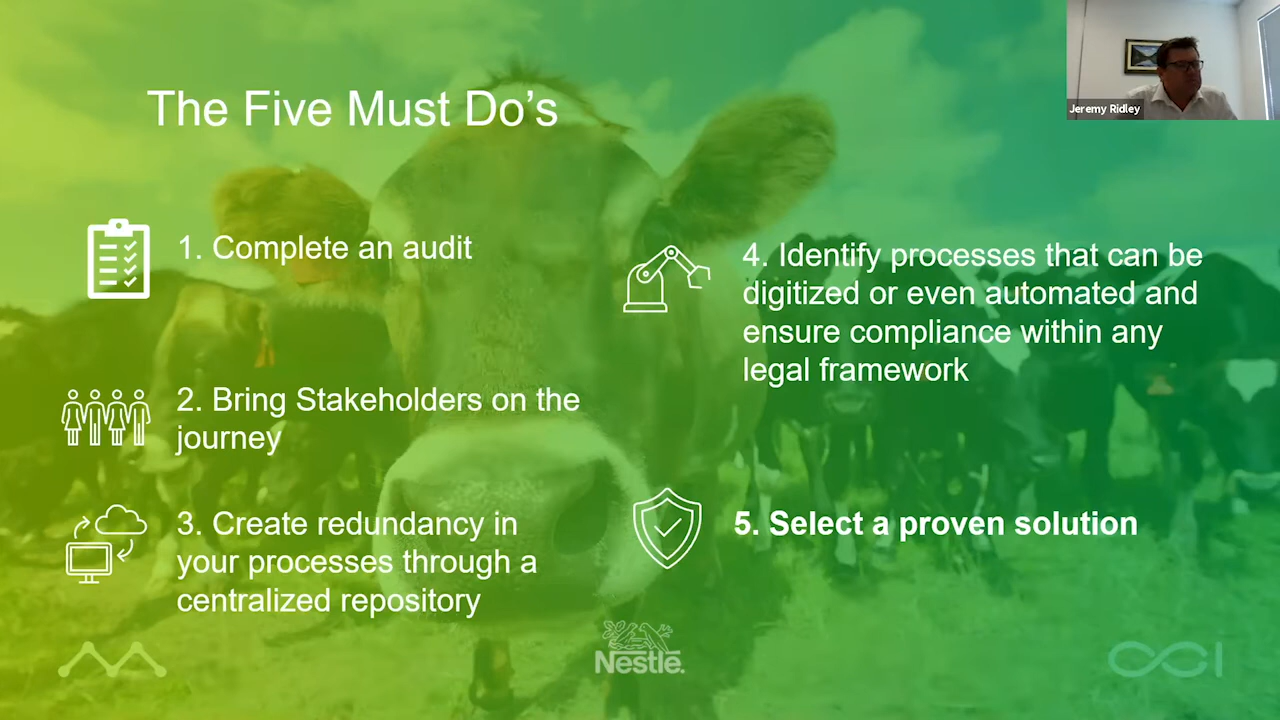 Jeremy Ridley
The Five Must Do's
1. Complete an audit
2. Bring Stakeholders on the
journey
3. Create redundancy in
your processes through a
centralized repository
4. Identify processes that can be
digitized or even automated and
ensure compliance within any
legal framework
5. Select a proven solution
Nestlé.
CCI